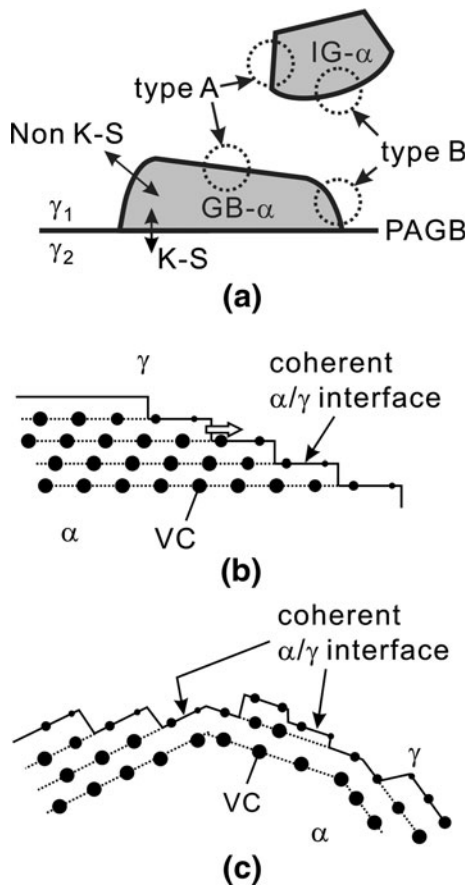 IG-α
type A
Non K-S
type B
GB-α
γ1
PAGB
γ2
K-S
(a)
γ
coherent
α/γ interface
VC
α
(b)
coherent
α/γ interface
γ
VC
α
(c)